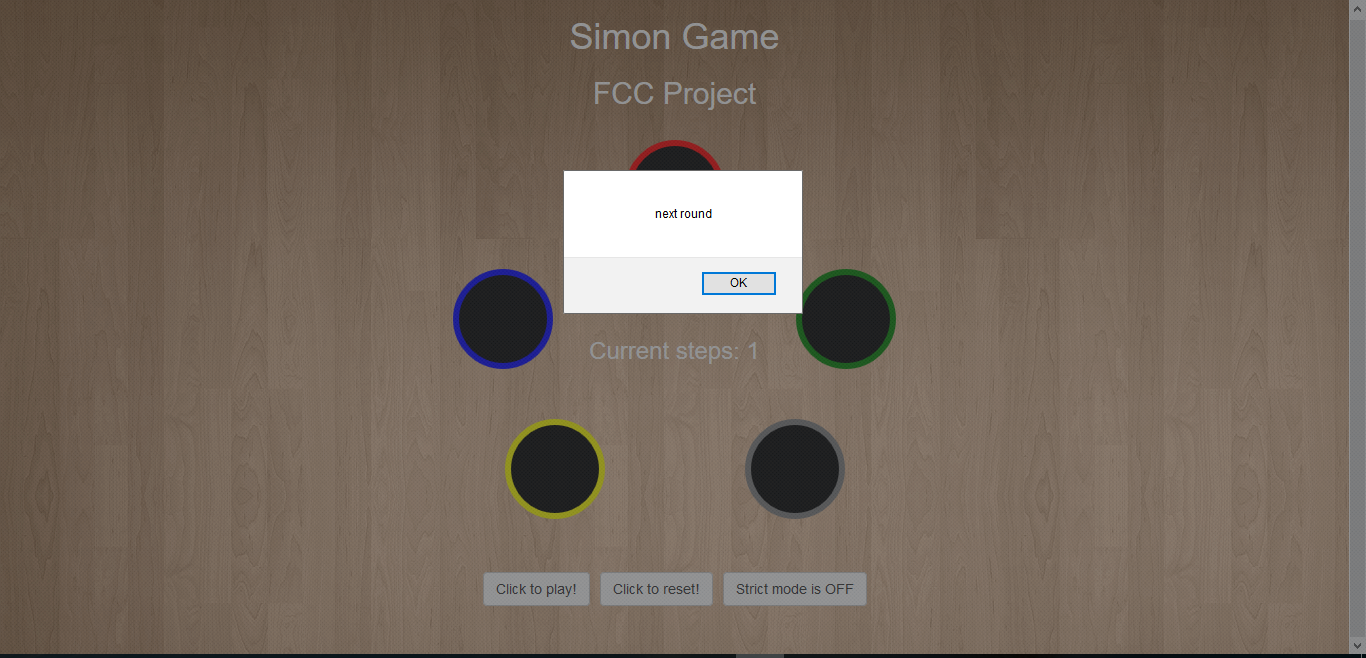 Simon Game
FCC Project
next round
OK
Current steps: 1
Click to play! Click to reset! Strict mode is OFF